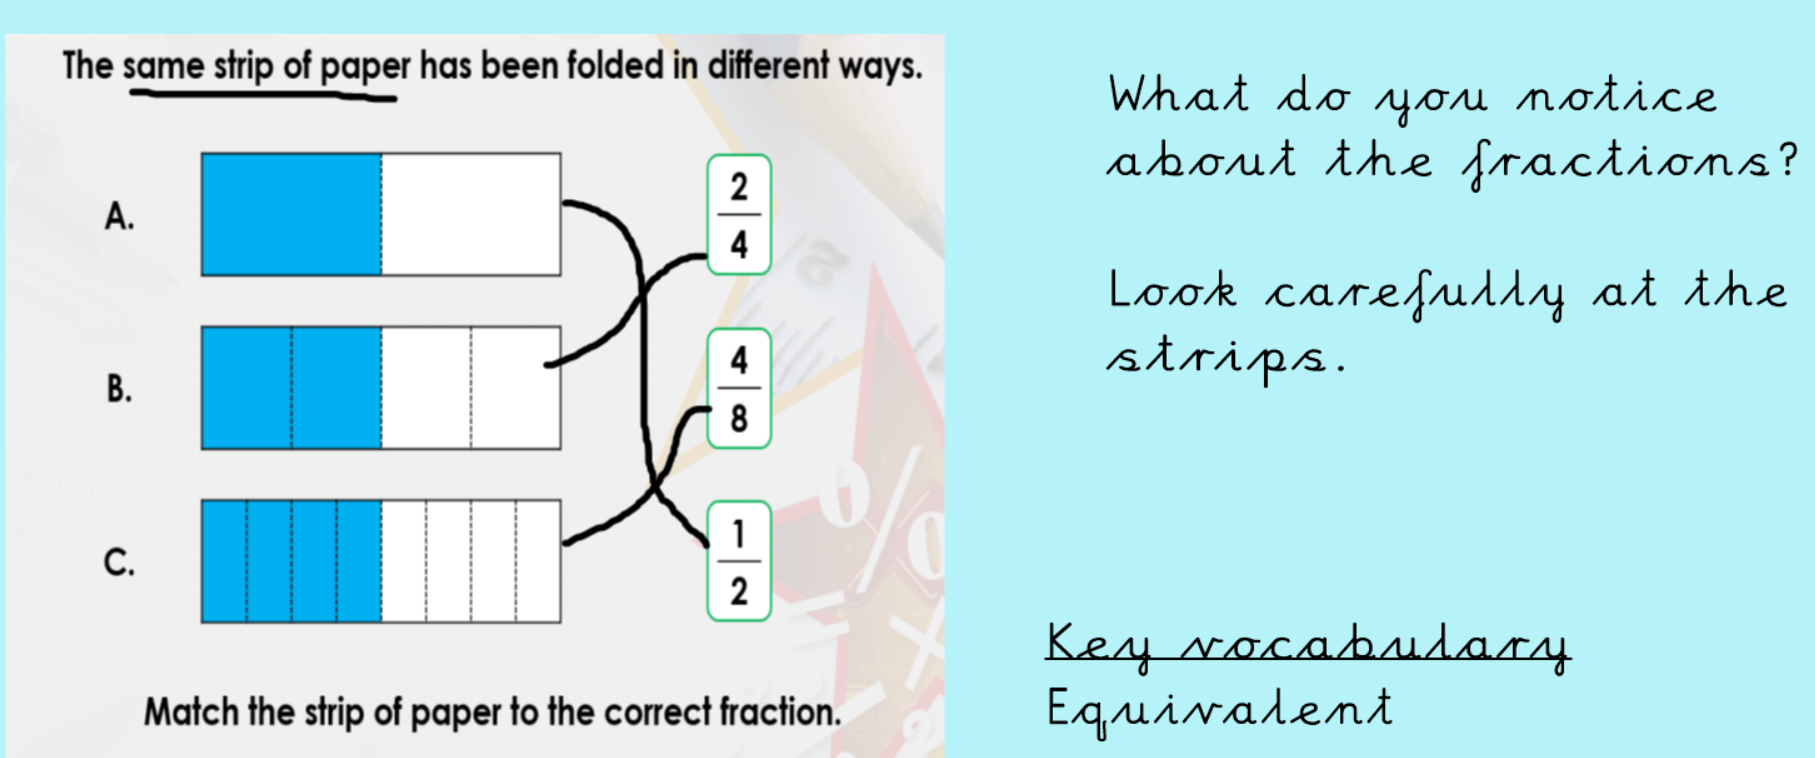 The same strip of paper has been folded in different ways.
A.
2
4
B.
4
8
C.
1
2
Match the strip of paper to the correct fraction.
What do you notice
about the fractions?
Look carefully at the
strips.
Key vocabulary
Equivalent